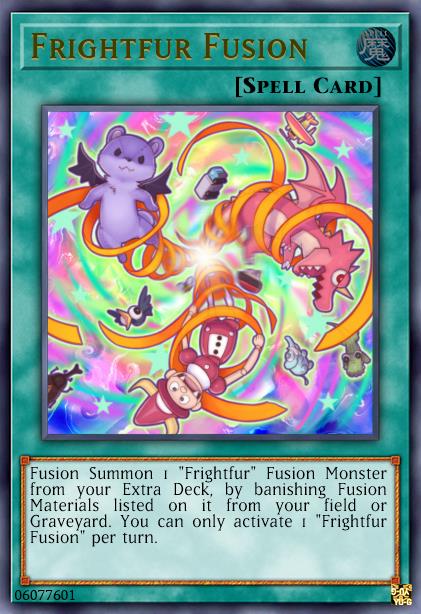 Frightfur Fusion
魔
[Spell Card]
Fusion Summon 1 "Frightfur" Fusion Monster
from your Extra Deck, by banishing Fusion
Materials listed on it from your field or
Graveyard. You can only activate 1 "Frightfur
Fusion" per turn.
06077601